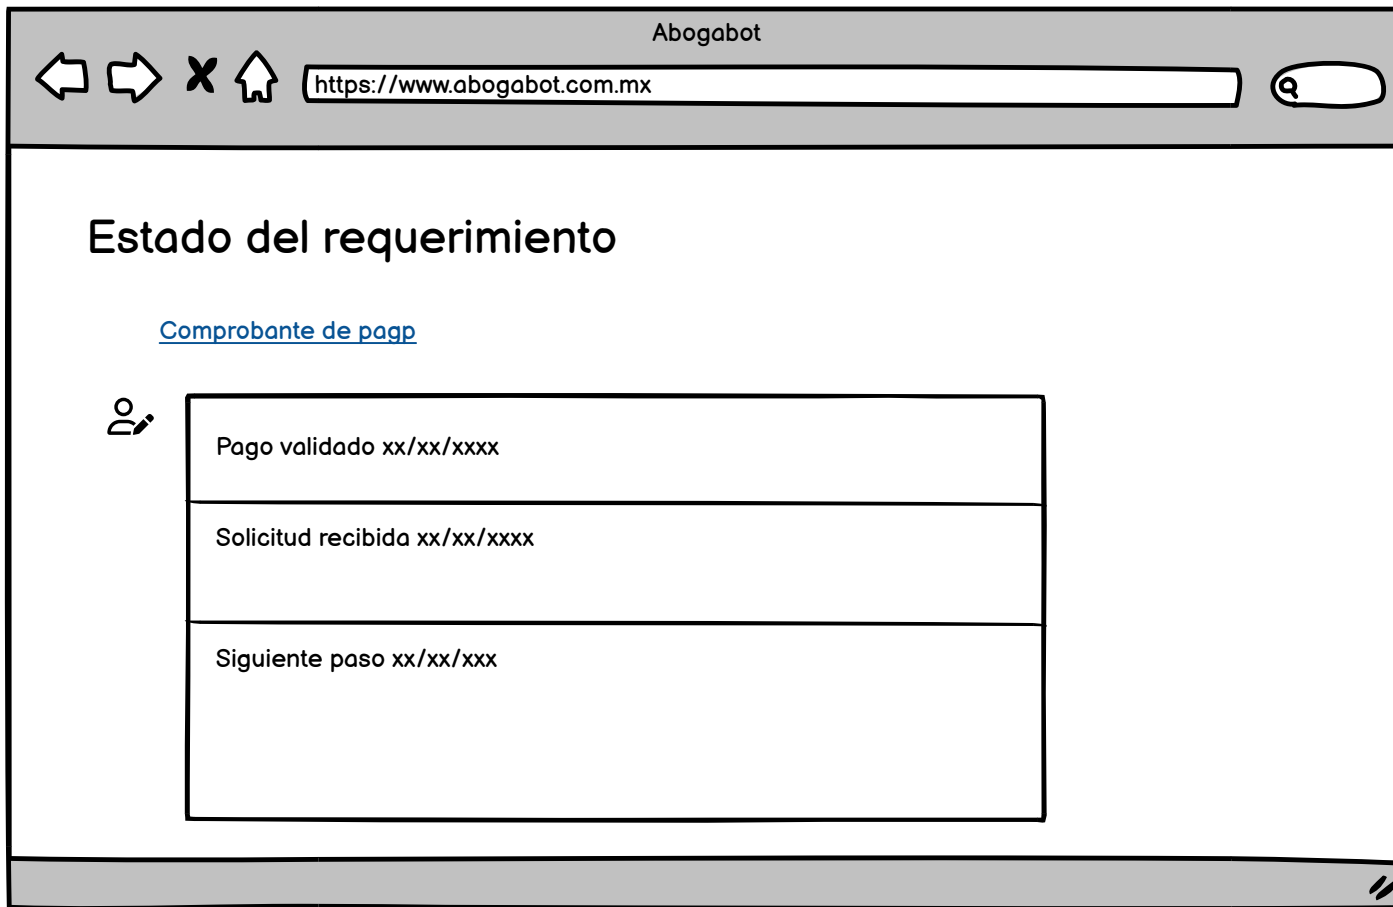 Abogabot
https://www.abogabot.com.mx
Estado del requerimiento
Comprobante de pagp
Pago validado xx/xx/xxxx
Solicitud recibida xx/xx/xxxx
Siguiente paso xx/xx/xxx